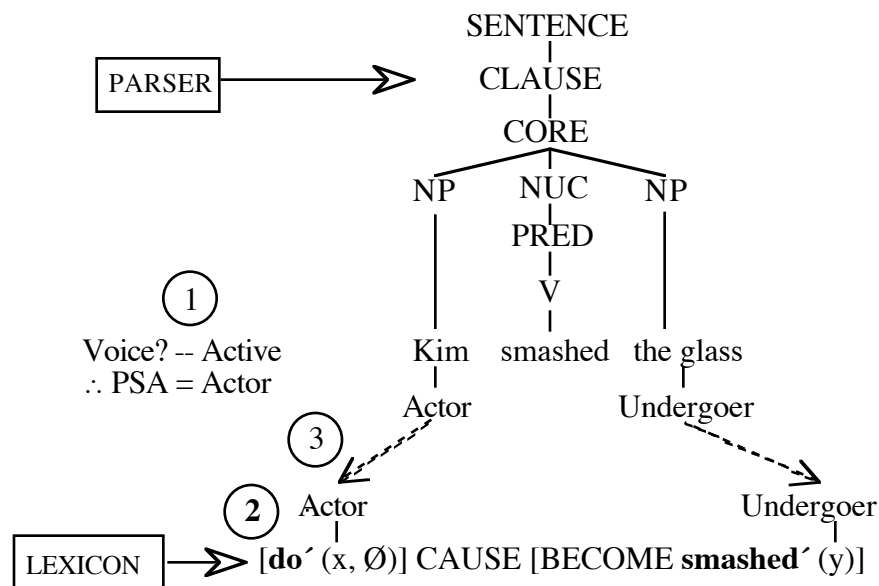 SENTENCE
PARSER
CLAUSE
CORE
NP NUC NP
PRED
V
1
Voice? -- Active
∴ PSA = Actor
Kim smashed the glass
Actor Undergoer
3
2
Actor Undergoer
LEXICON
[do´ (x, Ø)] CAUSE [BECOME smashed´ (y)]